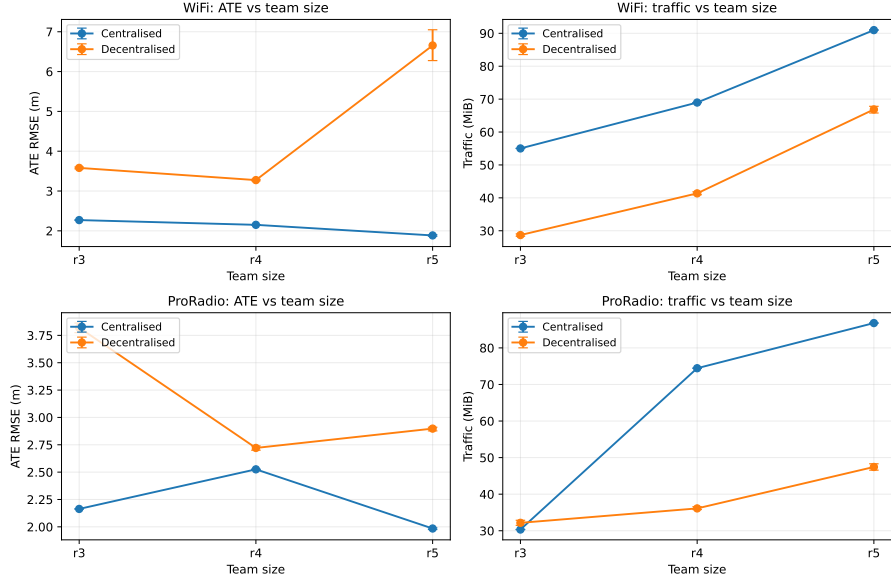 WiFi: ATE vs team size
7
6
5
4
3
2
ATE RMSE (m)
Centralised
Decentralised
r3
r4
r5
Team size
WiFi: traffic vs team size
90
80
70
60
50
40
30
Traffic (MiB)
Centralised
Decentralised
r3
r4
r5
Team size
ProRadio: ATE vs team size
3.75
3.50
3.25
3.00
2.75
2.50
2.25
2.00
ATE RMSE (m)
Centralised
Decentralised
r3
r4
r5
Team size
ProRadio: traffic vs team size
80
70
60
50
40
30
Traffic (MiB)
Centralised
Decentralised
r3
r4
r5
Team size